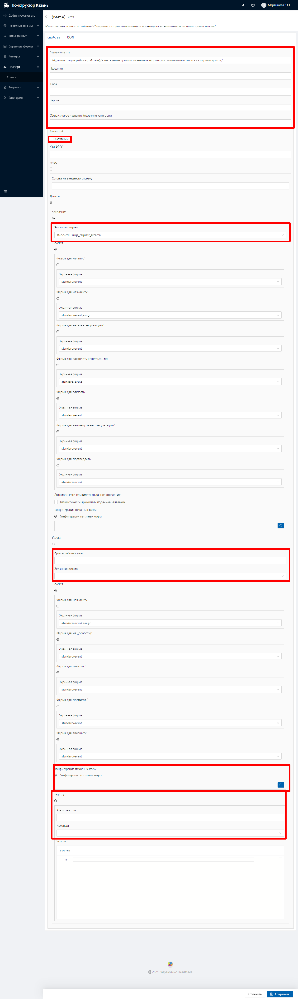 Конструктор Казань
Мартынова Ю. Н.
Добро пожаловать
Печатные формы
Типы данных
Экранные формы
Реестры
Паспорт
Список
Запросы
Категории
(name) draft
/Администрация района (районов)/Утверждение проекта межевания территории, занимаемого многоквартирным домом/
Свойства JSON
Расположение
/Администрация района (районов)/Утверждение проекта межевания территории, занимаемого многоквартирным домом/
Название
Ключ
Версия
Официальное название (название категории)
Активный
Активный
Код ФРГУ
Инфо
Ссылка на внешнюю систему
Данные
Заявление
Экранная форма
standard/usluga_request_schema
events
Форма для 'принять'
Экранная форма
standard/event
Форма для 'назначить
Экранная форма
standard/event_assign
Форма для 'начать консультацию'
Экранная форма
standard/event
Форма для 'закончить консультацию'
Экранная форма
standard/event
Форма для 'отказать'
Экранная форма
standard/event
Форма для 'запланировать консультацию'
Экранная форма
standard/event
Форма для 'подтвердить'
Экранная форма
standard/event
Автоматически принимать поданное заявление
Автоматически принимать поданное заявление
Конфигурация печатных форм
Конфигурация печатных форм
Услуга
Срок в рабочих днях
Экранная форма
events
Форма для 'назначить
Экранная форма
standard/event_assign
Форма для 'на доработку'
Экранная форма
standard/event
Форма для 'отказать'
Экранная форма
standard/event
Форма для 'подписать'
Экранная форма
standard/event
Форма для 'звершить'
Экранная форма
standard/event
Конфигурация печатных форм
Конфигурация печатных форм
registry
Ключ реестра
Команда
Source
source
1
© 2021 Разработано HeadMade
Отменить
Сохранить